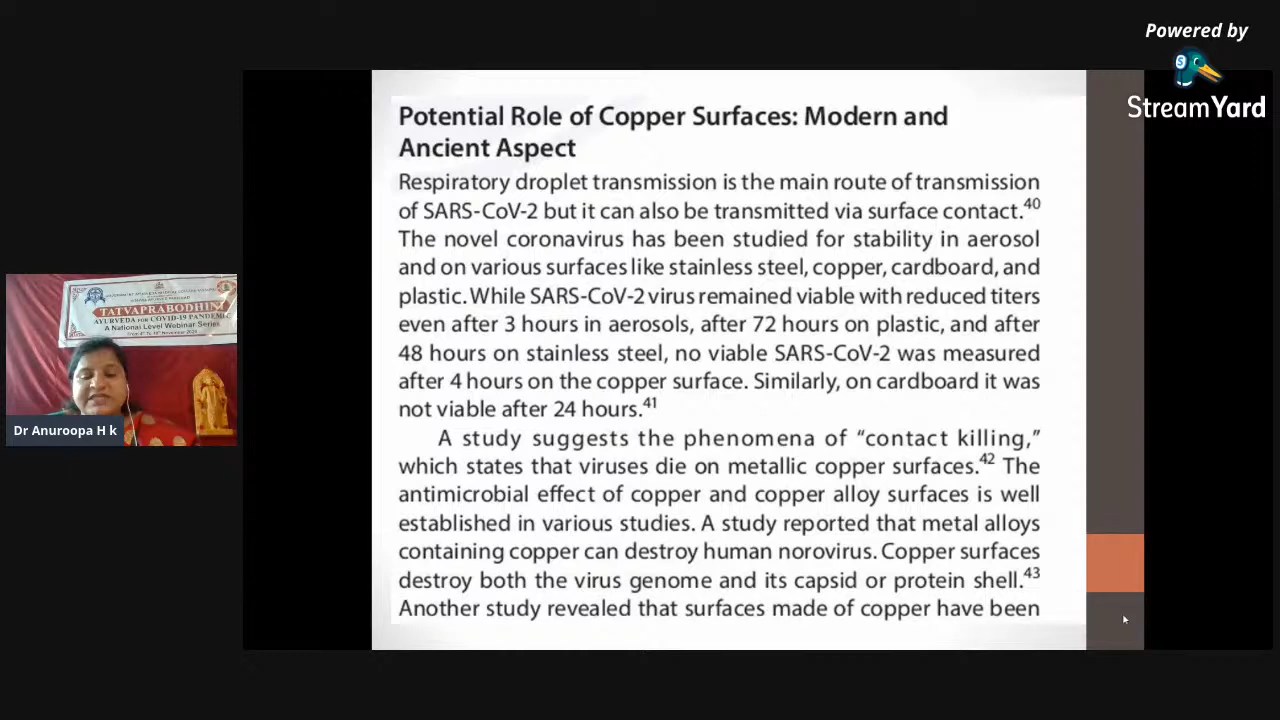 Powered by
StreamYard
Potential Role of Copper Surfaces: Modern and
Ancient Aspect
Respiratory droplet transmission is the main route of transmission
of SARS-CoV-2 but it can also be transmitted via surface contact.40
The novel coronavirus has been studied for stability in aerosol
and on various surfaces like stainless steel, copper, cardboard, and
plastic. While SARS-CoV-2 virus remained viable with reduced titers
even after 3 hours in aerosols, after 72 hours on plastic, and after
48 hours on stainless steel, no viable SARS-CoV-2 was measured
after 4 hours on the copper surface. Similarly, on cardboard it was
not viable after 24 hours.41
A study suggests the phenomena of “contact killing,”
which states that viruses die on metallic copper surfaces.42 The
antimicrobial effect of copper and copper alloy surfaces is well
established in various studies. A study reported that metal alloys
containing copper can destroy human norovirus. Copper surfaces
destroy both the virus genome and its capsid or protein shell.43
Another study revealed that surfaces made of copper have been
TATVAPRABODHINI
AYURVEDA FOR COVID-19 PANDEMIC
A National Level Webinar Series
Dr Anuroopa H k